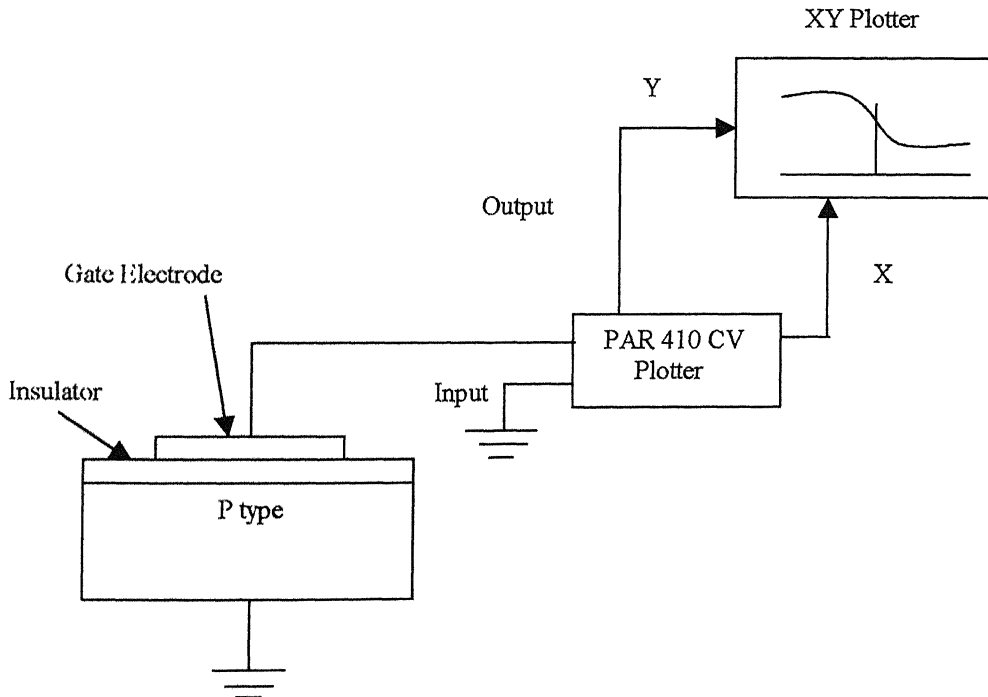 XY Plotter
Y
Output
Gate Electrode
X
PAR 410 CV
Plotter
Insulator
Input
P type